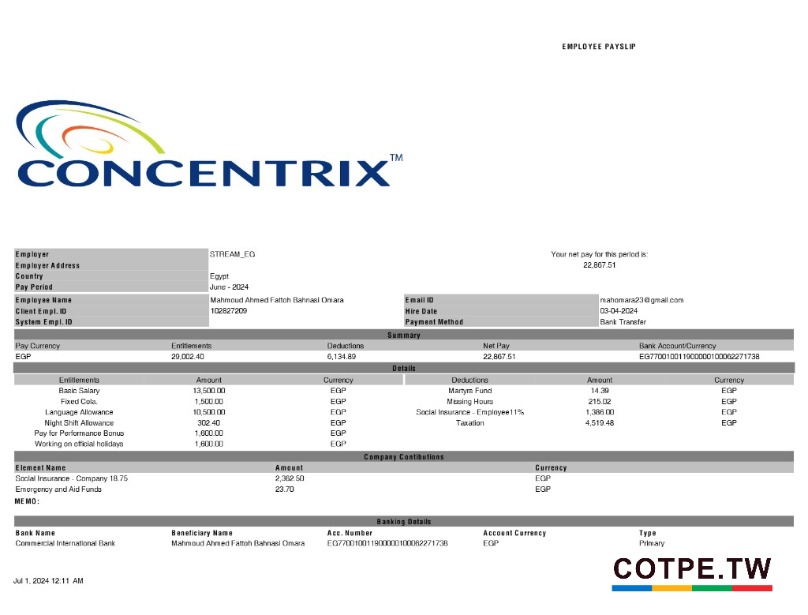 EMPLOYEE PAYSLIP
CONCENTRIX™
Employer STREAM_EG Your net pay for this period is:
Employer Address 22,867.51
Country Egypt
Pay Period June - 2024
Employee Name Mahmoud Ahmed Fattoh Bahnasi Omara Email ID mahomara23@gmail.com
Client Empl. ID 102827209 Hire Date 03-04-2024
System Empl. ID Payment Method Bank Transfer
Summary
Pay Currency Entitlements Deductions Net Pay Bank Account/Currency
EGP 29,002.40 6,134.89 22,867.51 EG770010011900000100062271738
Details
Entitlements Amount Currency Deductions Amount Currency
Basic Salary 13,500.00 EGP Martyrs Fund 14.39 EGP
Fixed Cola. 1,500.00 EGP Missing Hours 215.02 EGP
Language Allowance 10,500.00 EGP Social Insurance - Employee11% 1,386.00 EGP
Night Shift Allowance 302.40 EGP Taxation 4,519.48 EGP
Pay for Performance Bonus 1,600.00 EGP
Working on official holidays 1,600.00 EGP
Company Contibutions
Element Name Amount Currency
Social Insurance - Company 18.75 2,362.50 EGP
Emergency and Aid Funds 23.70 EGP
MEMO:
Banking Details
Bank Name Beneficiary Name Acc. Number Account Currency Type
Commercial International Bank Mahmoud Ahmed Fattoh Bahnasi Omara EG770010011900000100062271738 EGP Primary
COTPE.TW
Jul 1, 2024 12:11 AM